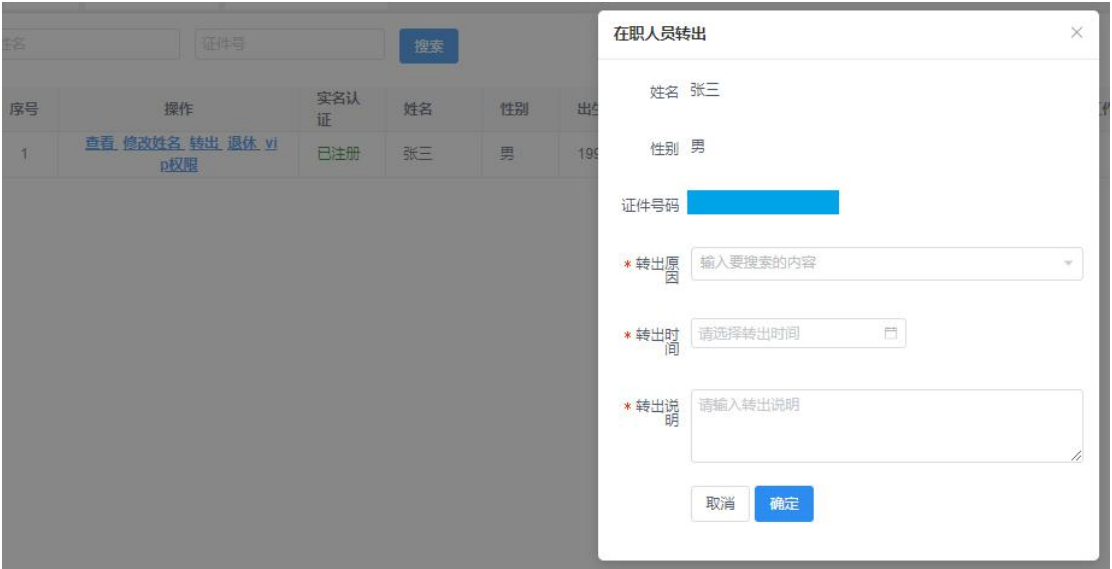 姓名
证件号
搜索
序号
操作
实名认
证
姓名
性别
1
查看 修改姓名 转出 退休 vi
p权限
已注册
张三
男
199
在职人员转出
姓名 张三
性别 男
证件号码
* 转出原
因
输入要搜索的内容
* 转出时
间
请选择转出时间
* 转出说
明
请输入转出说明
取消
确定